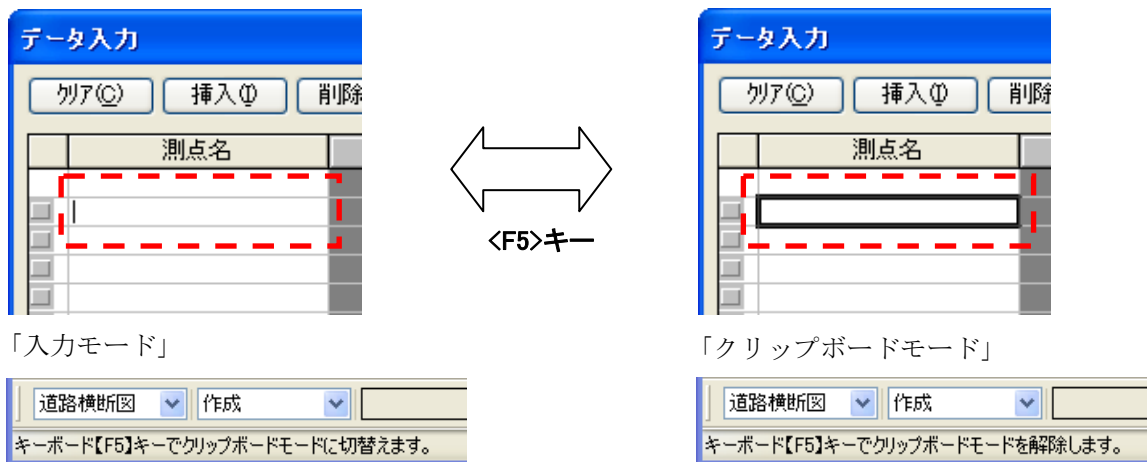 データ入力
クリア(C) 挿入(I) 削除
測点名
「入力モード」
道路横断図 作成
キーボード【F5】キーでクリップボードモードに切替えます。
<F5>キー
データ入力
クリア(C) 挿入(I) 削除
測点名
「クリップボードモード」
道路横断図 作成
キーボード【F5】キーでクリップボードモードを解除します。